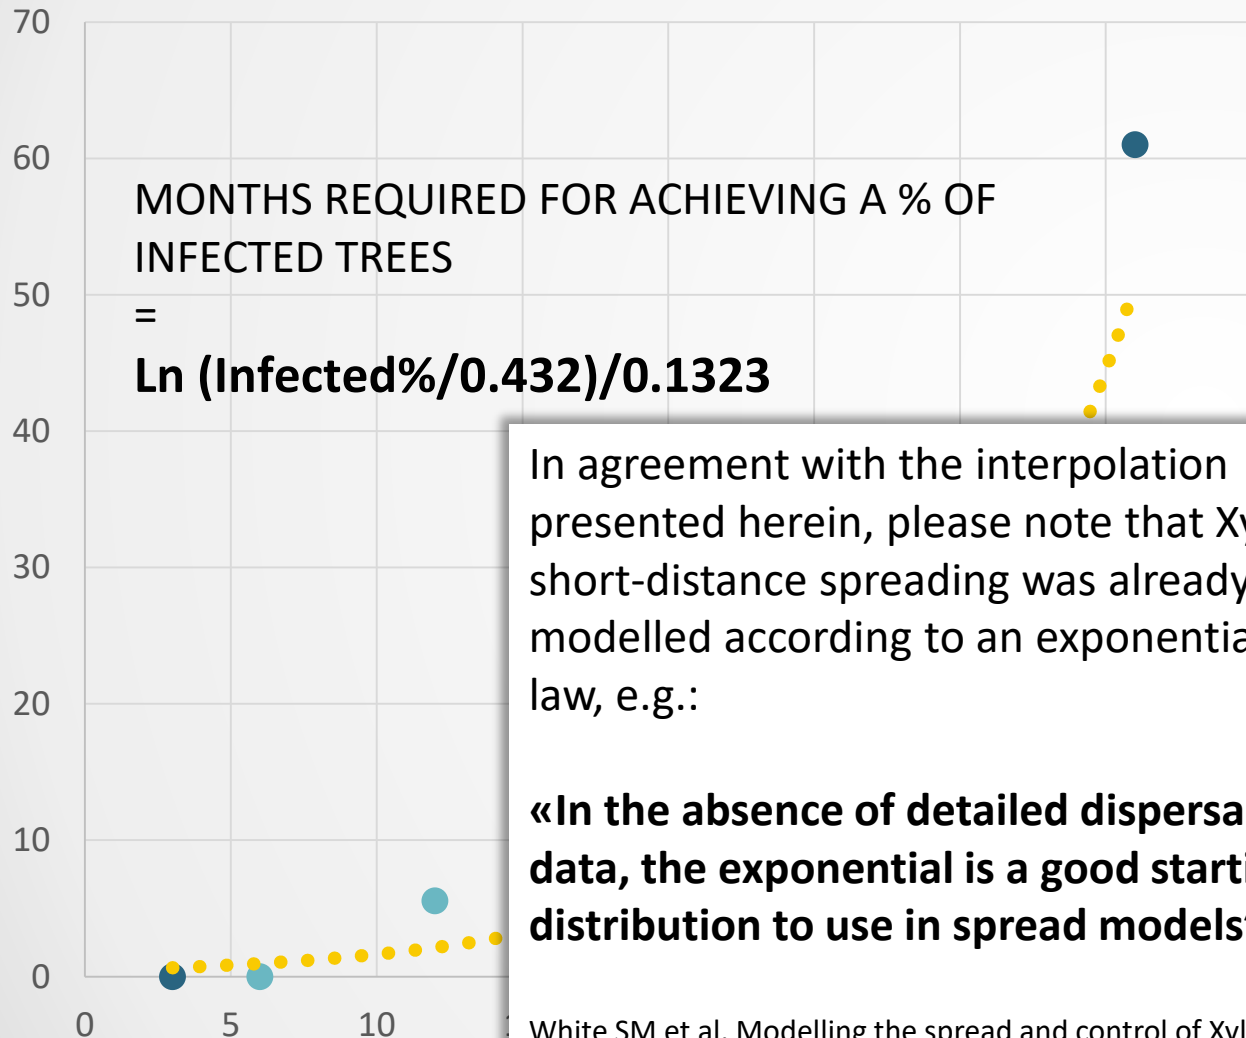 70
60
MONTHS REQUIRED FOR ACHIEVING A % OF
INFECTED TREES
50
=
Ln (Infected%/0.432)/0.1323
40
In agreement with the interpolation
presented herein, please note that Xy
30
short-distance spreading was already
modelled according to an exponentia
law, e.g.:
20
«In the absence of detailed dispersa
10
data, the exponential is a good starti
distribution to use in spread models
0
0 5 10
White SM et al. Modelling the spread and control of Xyl